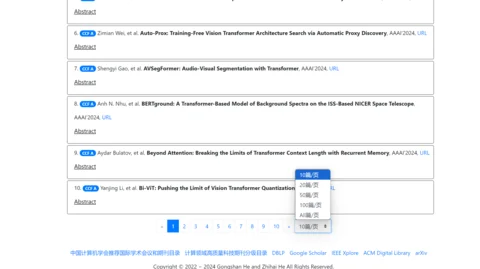 Abstract
6. CCF A Zimian Wei, et al. Auto-Prox: Training-Free Vision Transformer Architecture Search via Automatic Proxy Discovery, AAAI'2024, URL
Abstract
7. CCF A Shengyi Gao, et al. AVSegFormer: Audio-Visual Segmentation with Transformer, AAAI'2024, URL
Abstract
8. CCF A Anh N. Nhu, et al. BERTground: A Transformer-Based Model of Background Spectra on the ISS-Based NICER Space Telescope,
AAAI'2024, URL
Abstract
9. CCF A Aydar Bulatov, et al. Beyond Attention: Breaking the Limits of Transformer Context Length with Recurrent Memory, AAAI'2024, URL
Abstract
10. CCF A Yanjing Li, et al. Bi-ViT: Pushing the Limit of Vision Transformer Quantization URL
Abstract
10篇/页
20篇/页
50篇/页
100篇/页
All篇/页
« 1 2 3 4 5 6 7 8 9 10 » 10篇/页
中国计算机学会推荐国际学术会议和期刊目录 计算领域高质量科技期刊分级目录 DBLP Google Scholar IEEE Xplore ACM Digital Library arXiv
Copyright © 2022 ~ 2024 Gongshan He and Zhihai He All Rights Reserved.